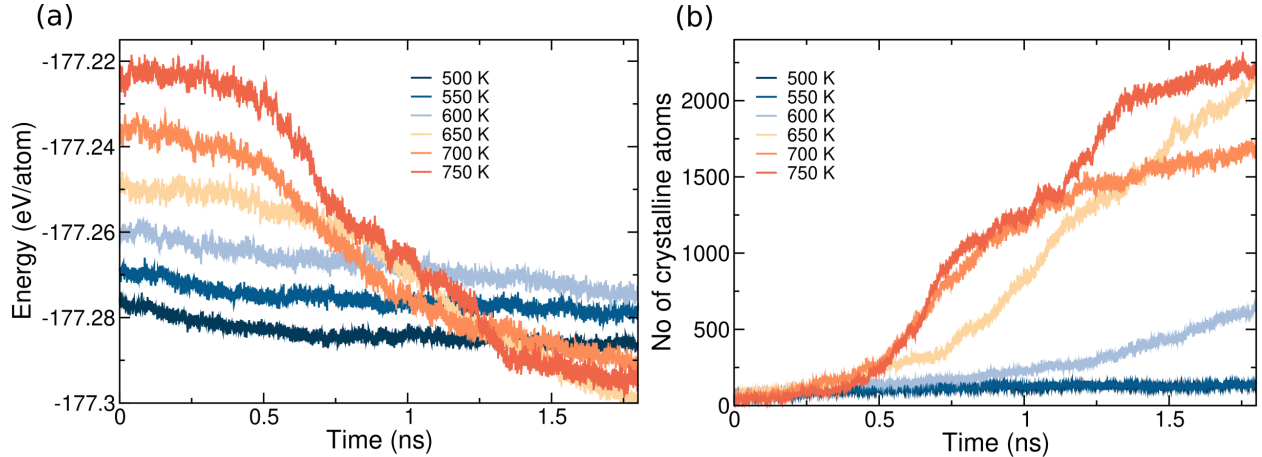 (a)
-177.22
-177.24
-177.26
-177.28
-177.3
Energy (eV/atom)
500 K
550 K
600 K
650 K
700 K
750 K
0
0.5
1
1.5
Time (ns)
(b)
2000
1500
1000
500
0
No of crystalline atoms
500 K
550 K
600 K
650 K
700 K
750 K
0
0.5
1
1.5
Time (ns)